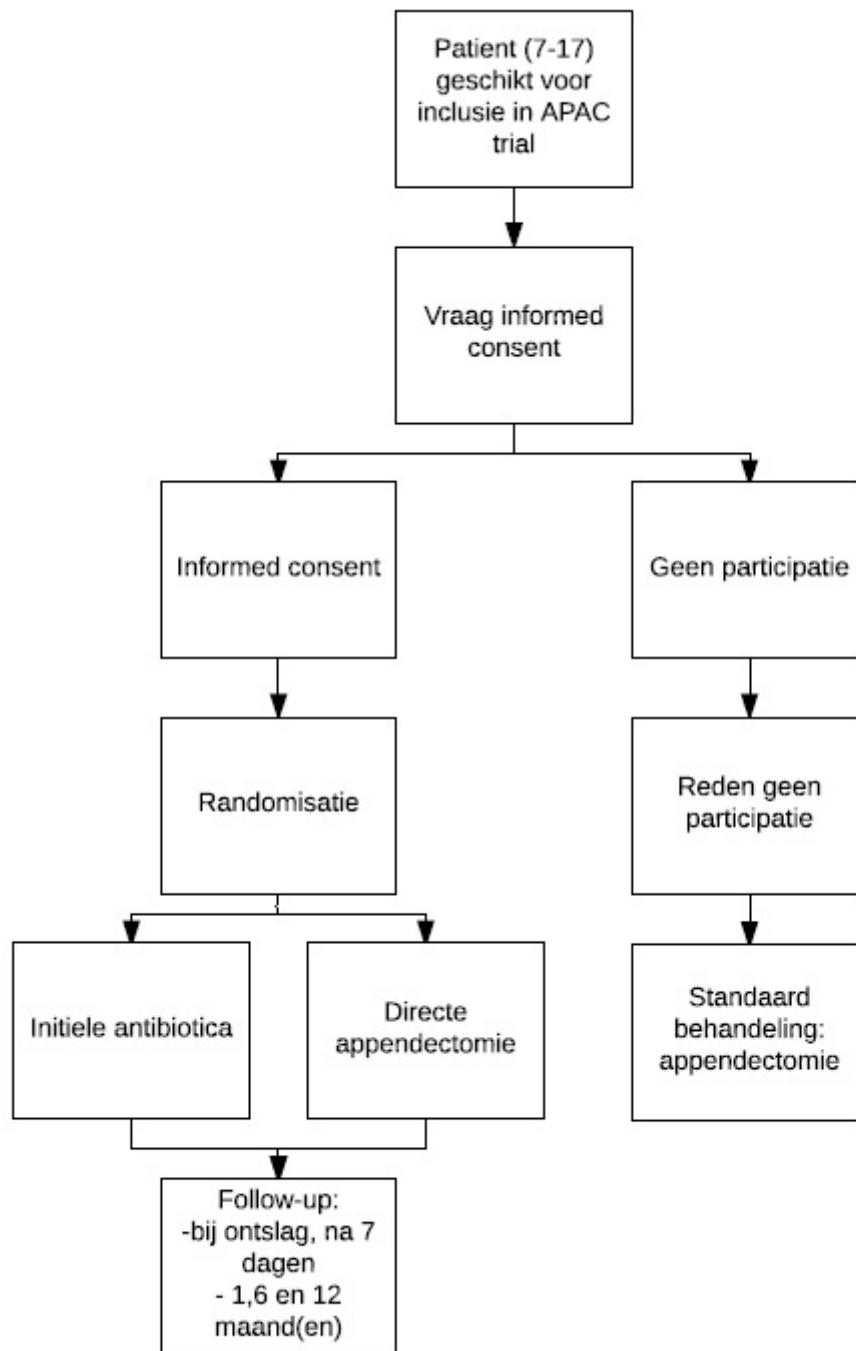 Patient (7-17)
geschikt voor
inclusie in APAC
trial
Vraag informed
consent
Informed consent
Geen participatie
Randomisatie
Reden geen
participatie
Initiele antibiotica
Directe
appendectomie
Standaard
behandeling:
appendectomie
Follow-up:
-bij ontslag, na 7
dagen
- 1,6 en 12
maand(en)